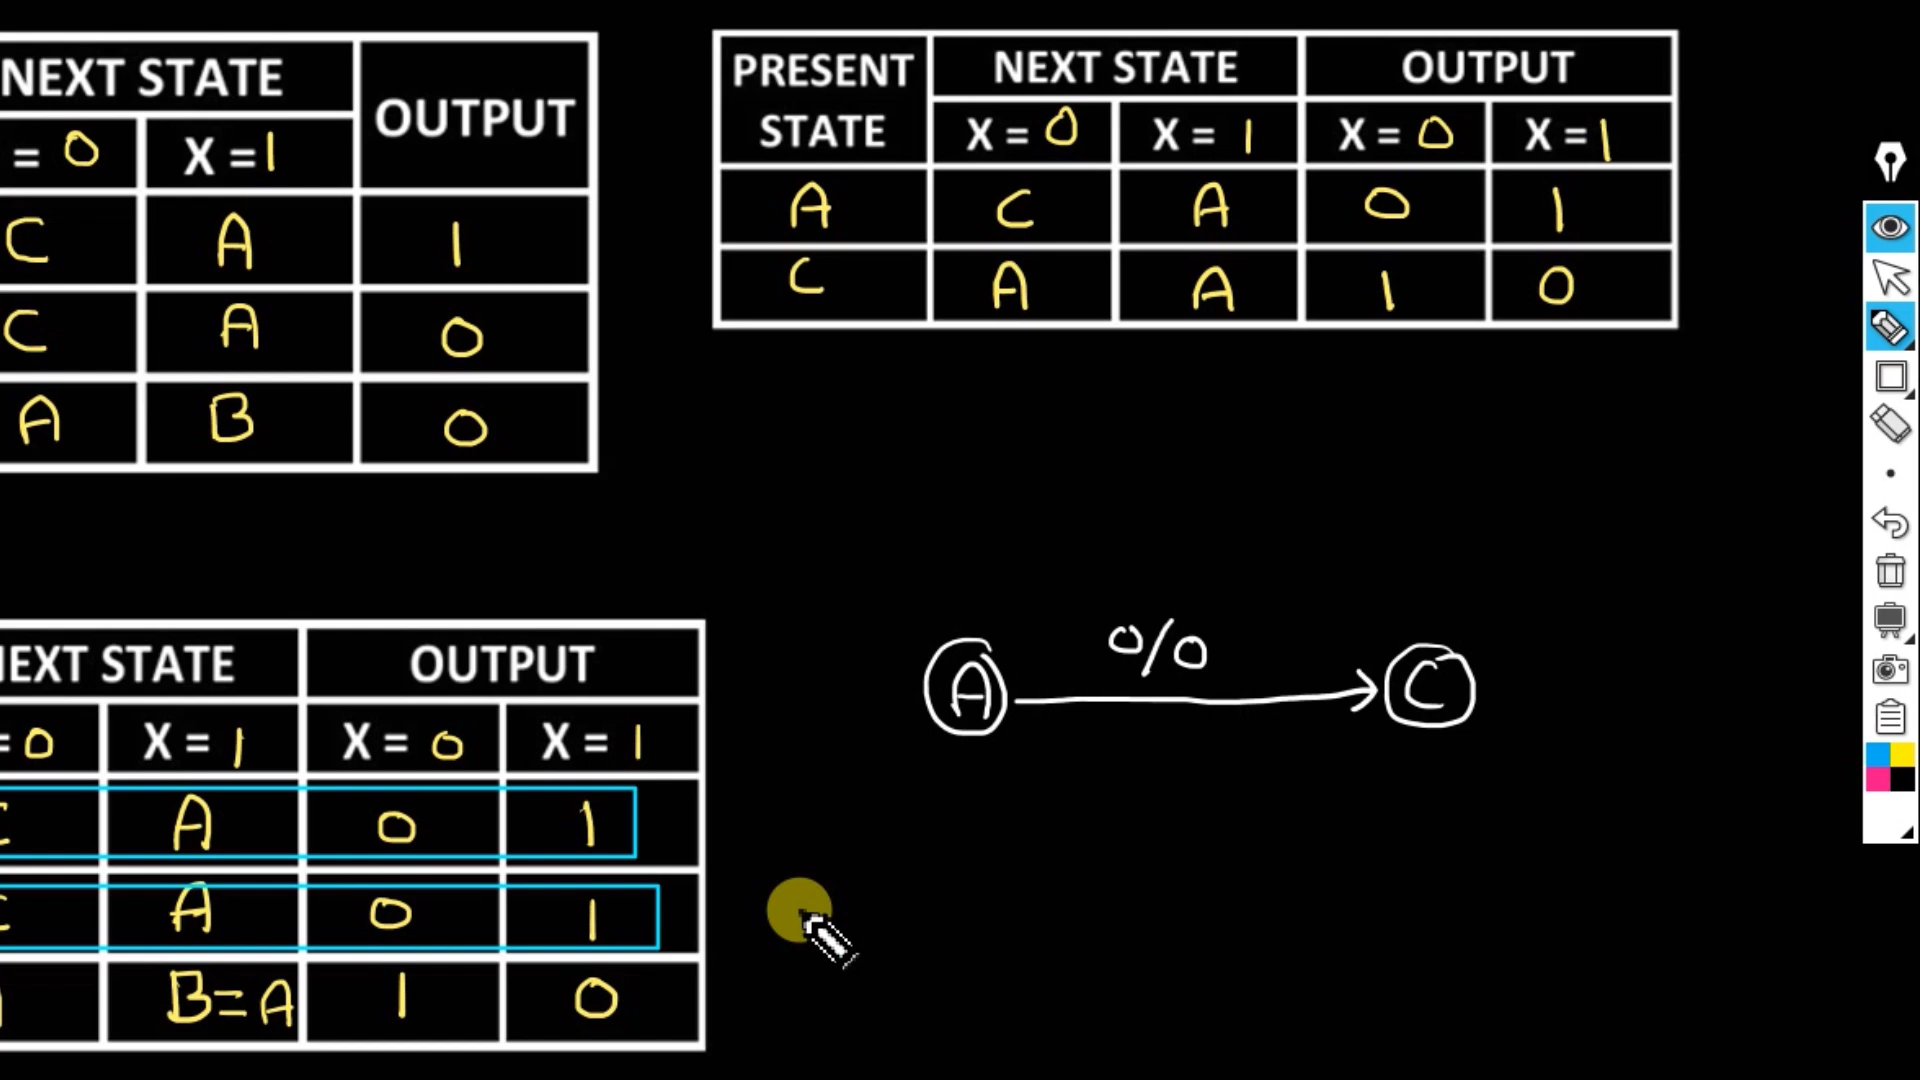 NEXT STATE OUTPUT
= 0 X = 1
C A 1
C A 0
A B 0
PRESENT STATE NEXT STATE OUTPUT
X = 0 X = 1 X = 0 X = 1
A C A 0 1
C A A 1 0
NEXT STATE OUTPUT
= 0 X = 1 X = 0 X = 1
C A 0 1
C A 0 1
B = A 1 0
A 0/0 C